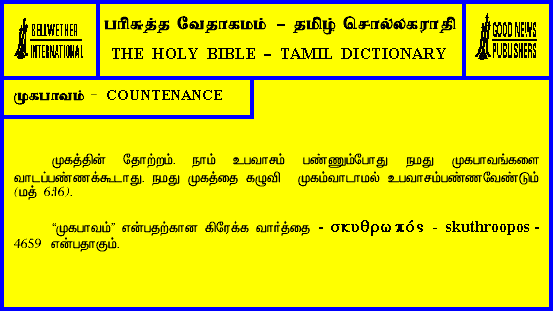 BELLWETHER
INTERNATIONAL
பரிசுத்த வேதாகமம் – தமிழ் சொல்லகராதி
THE HOLY BIBLE – TAMIL DICTIONARY
GOOD NEWS
PUBLISHERS
முகபாவம் – COUNTENANCE
முகத்தின் தோற்றம். நாம் உபவாசம் பண்ணும்போது நமது முகபாவங்களை
வாடப்பண்ணக்கூடாது. நமது முகத்தை கழுவி முகம்வாடாமல் உபவாசம்பண்ணவேண்டும்
(மத் 6:16).
“முகபாவம்” என்பதற்கான கிரேக்க வார்த்தை - σκυθρωπός - skuthroopos -
4659 என்பதாகும்.